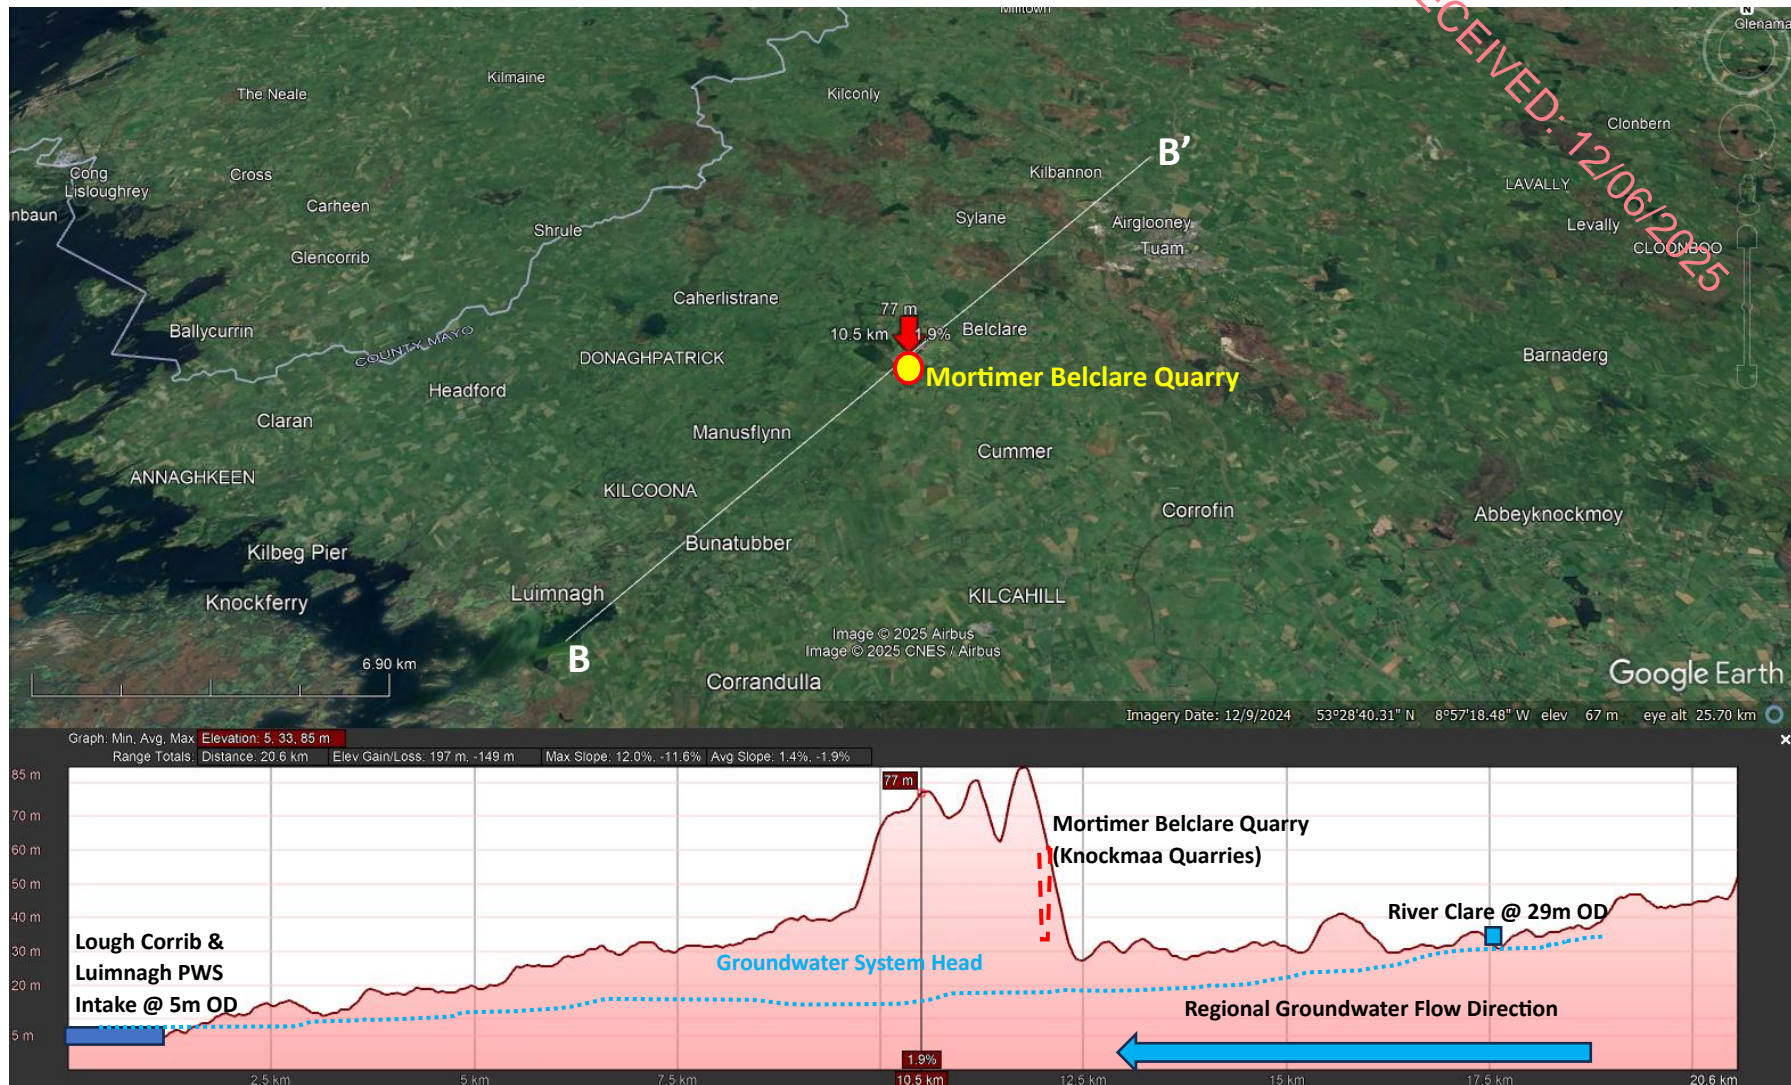 Milltown
N
Glenama
Kilmaine
The Neale
Kilconly
RECEIVED: 12/06/2025
Clonbern
B'
Cong
Lisloughrey
Cross
Kilbannon
LAVALLY
nbaun
Carheen
Sylane
Airglooney
Levally
Shrule
Tuam
CLOONBOO
Glencorrib
Caherlistrane
77 m
Ballycurrin
COUNTY MAYO
10.5 km
1.9%
Belclare
DONAGHPATRICK
Barnaderg
Mortimer Belclare Quarry
Headford
Claran
Manusflynn
Cummer
ANNAGHKEEN
KILCOONA
Corrofin
Abbeyknockmoy
Bunatubber
Kilbeg Pier
Luimnagh
KILCAHILL
Knockferry
Image © 2025 Airbus
Image © 2025 CNES / Airbus
B
6.90 km
Corrandulla
Google Earth
Imagery Date: 12/9/2024 53°28'40.31" N 8°57'18.48" W elev 67 m eye alt 25.70 km
Graph: Min, Avg, Max Elevation: 5, 33, 85 m
Range Totals: Distance: 20.6 km Elev Gain/Loss: 197 m, -149 m Max Slope: 12.0%, -11.6% Avg Slope: 1.4%, -1.9%
85 m
77 m
70 m
Mortimer Belclare Quarry
(Knockmaa Quarries)
60 m
50 m
40 m
River Clare @ 29m OD
Lough Corrib &
Luimnagh PWS
Intake @ 5m OD
30 m
Groundwater System Head
20 m
Regional Groundwater Flow Direction
5 m
1.9%
2.5 km
5 km
7.5 km
10.5 km
12.5 km
15 km
17.5 km
20.6 km